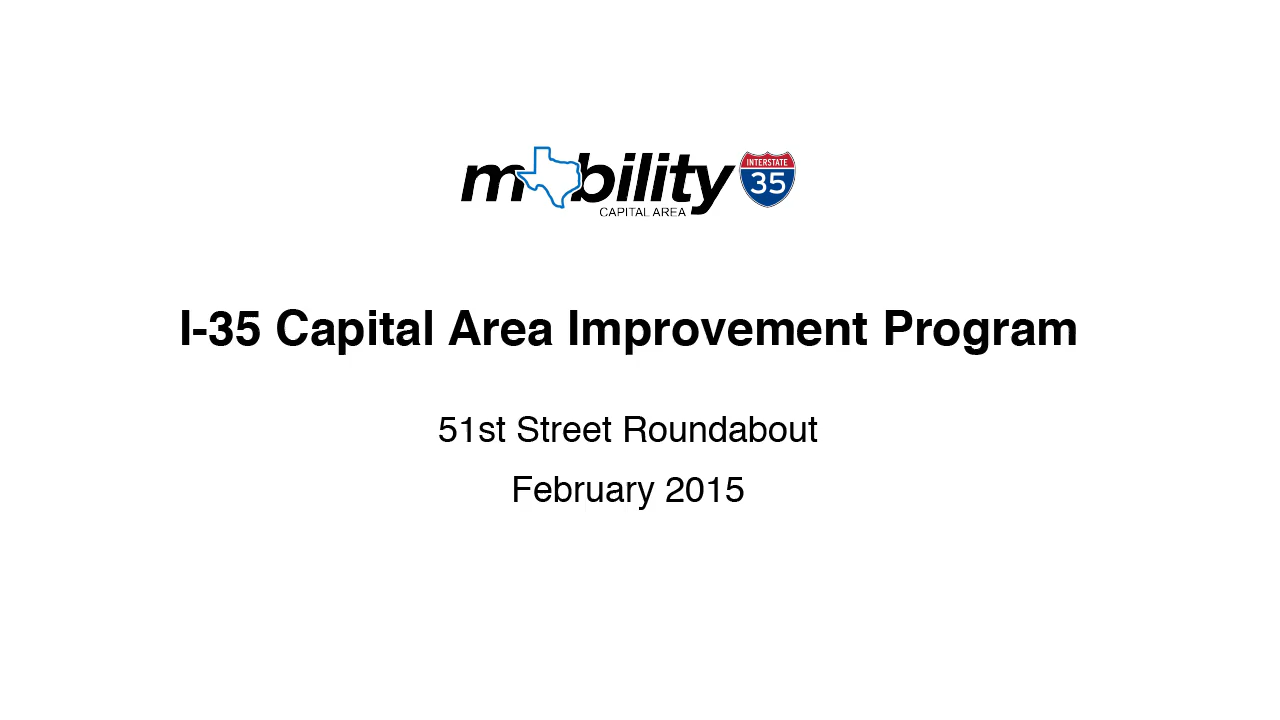 mobility
INTERSTATE
35
CAPITAL AREA
I-35 Capital Area Improvement Program
51st Street Roundabout
February 2015